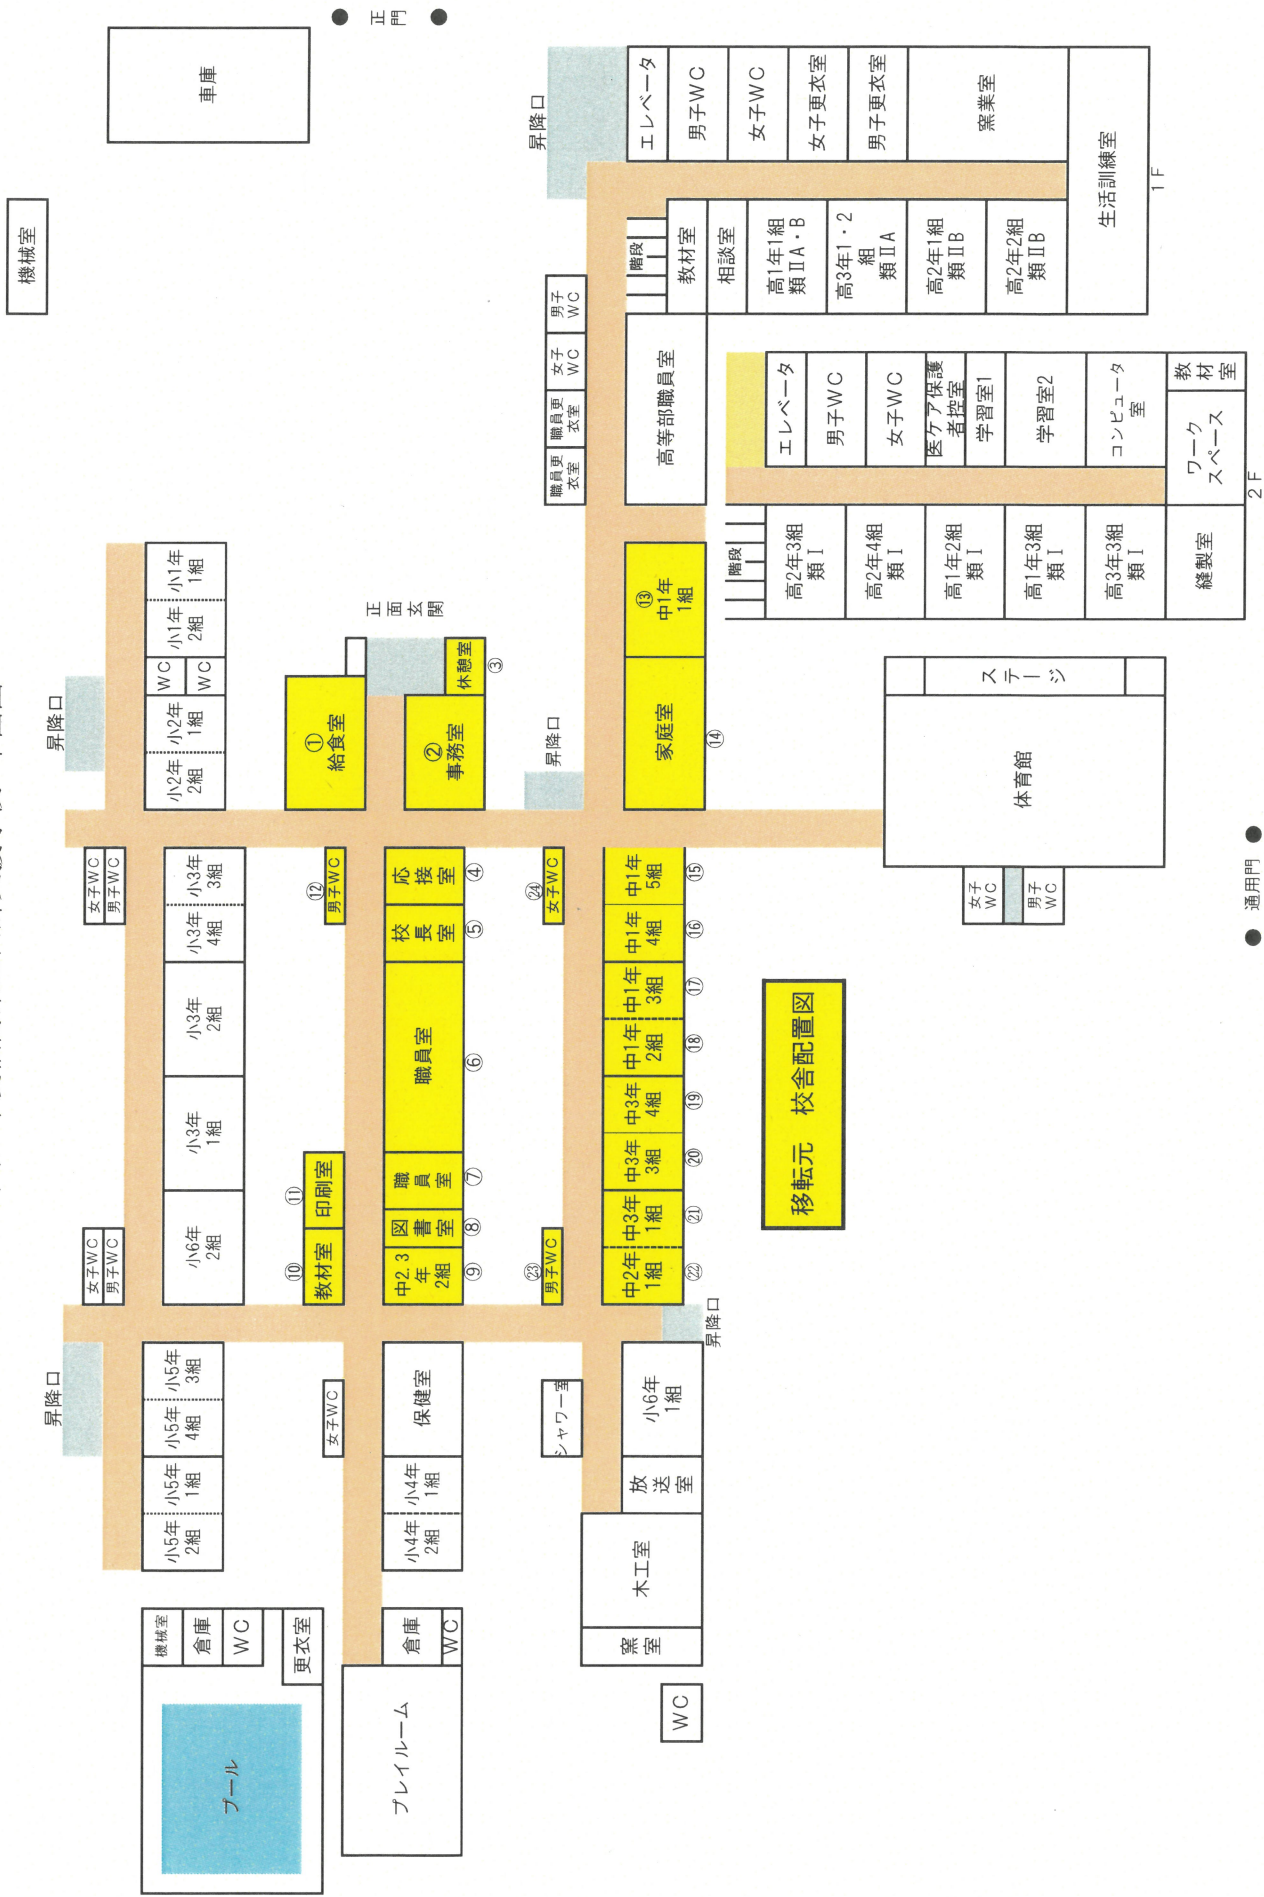 移転元 校舎配置図
プール
機械室
倉庫
WC
更衣室
プレイルーム
倉庫
WC
WC
窯室
木工室
放送室
小6年
1組
シャワー室
昇降口
昇降口
小5年
2組
小5年
1組
小5年
4組
小5年
3組
小4年
2組
小4年
1組
保健室
女子WC
女子WC
男子WC
小6年
2組
小3年
1組
小3年
2組
小3年
4組
小3年
3組
女子WC
男子WC
⑩
教材室
⑪
印刷室
⑫
男子WC
中2.3
年
2組
⑨
図書室
⑧
職員室
⑦
職員室
⑥
校長室
⑤
応接室
④
㉓
男子WC
㉔
女子WC
中2年
1組
㉒
中3年
1組
㉑
中3年
3組
⑳
中3年
4組
⑲
中1年
2組
⑱
中1年
3組
⑰
中1年
4組
⑯
中1年
5組
⑮
昇降口
小2年
2組
小2年
1組
WC
WC
小1年
2組
小1年
1組
①
給食室
②
事務室
休憩室
③
正面玄関
昇降口
家庭室
⑭
⑬
中1年
1組
職員更衣室
職員更衣室
女子
WC
男子
WC
高等部職員室
階段
教材室
相談室
高1年1組
類ⅡA・B
高3年1・2
組
類ⅡA
高2年1組
類ⅡB
高2年2組
類ⅡB
昇降口
エレベータ
男子WC
女子WC
女子更衣室
男子更衣室
窯業室
生活訓練室
1F
階段
高2年3組
類Ⅰ
高2年4組
類Ⅰ
高1年2組
類Ⅰ
高1年3組
類Ⅰ
高3年3組
類Ⅰ
縫製室
エレベータ
男子WC
女子WC
医ケア保護
者控室
学習室1
学習室2
コンピュータ
室
ワーク
スペース
教材室
2F
体育館
ステージ
女子
WC
男子
WC
● 通用門 ●
機械室
車庫
● 正門 ●